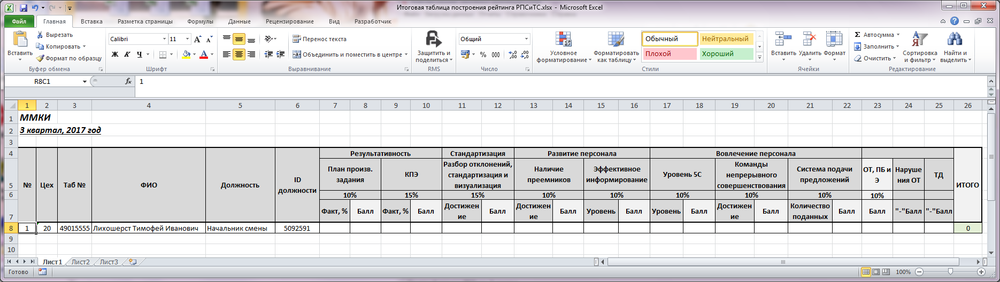 Итоговая таблица построения рейтинга РПСиТС.xlsx - Microsoft Excel
Файл Главная Вставка Разметка страницы Формулы Данные Рецензирование Вид Разработчик
Вставить Вырезать Копировать Формат по образцу
Буфер обмена
Calibri 11
Ж К Ч А
Шрифт
Перенос текста
Объединить и поместить в центре
Выравнивание
Защитить и поделиться
RMS
Общий
% 000
Число
Условное форматирование Форматировать как таблицу
Обычный Нейтральный
Плохой Хороший
Стили
Вставить Удалить Формат
Ячейки
Σ Автосумма
Заполнить
Очистить
Сортировка и фильтр Найти и выделить
Редактирование
R8C1 fx 1
1 2 3 4 5 6 7 8 9 10 11 12 13 14 15 16 17 18 19 20 21 22 23 24 25 26
1 ММКИ
2 3 квартал, 2017 год
3
4 Результативность Стандартизация Развитие персонала Вовлечение персонала
5 № Цех Таб № ФИО Должность ID должности План произв. задания КПЭ Разбор отклонений, стандартизация и визуализация Наличие преемников Эффективное информирование Уровень 5С Команды непрерывного совершенствования Система подачи предложений ОТ, ПБ и Э Наруше ния ОТ ТД ИТОГО
6 10% 15% 15% 10% 10% 10% 10% 10% 10%
7 Факт, % Балл Факт, % Балл Достижен ие Балл Достижен ие Балл Уровень Балл Уровень Балл Достижен ие Балл Количество поданных Балл Балл "-"Балл "-"Балл
8 1 20 49015555 Лихошерст Тимофей Иванович Начальник смены 5092591 0
9
10
Лист1 Лист2 Лист3
Готово 100%